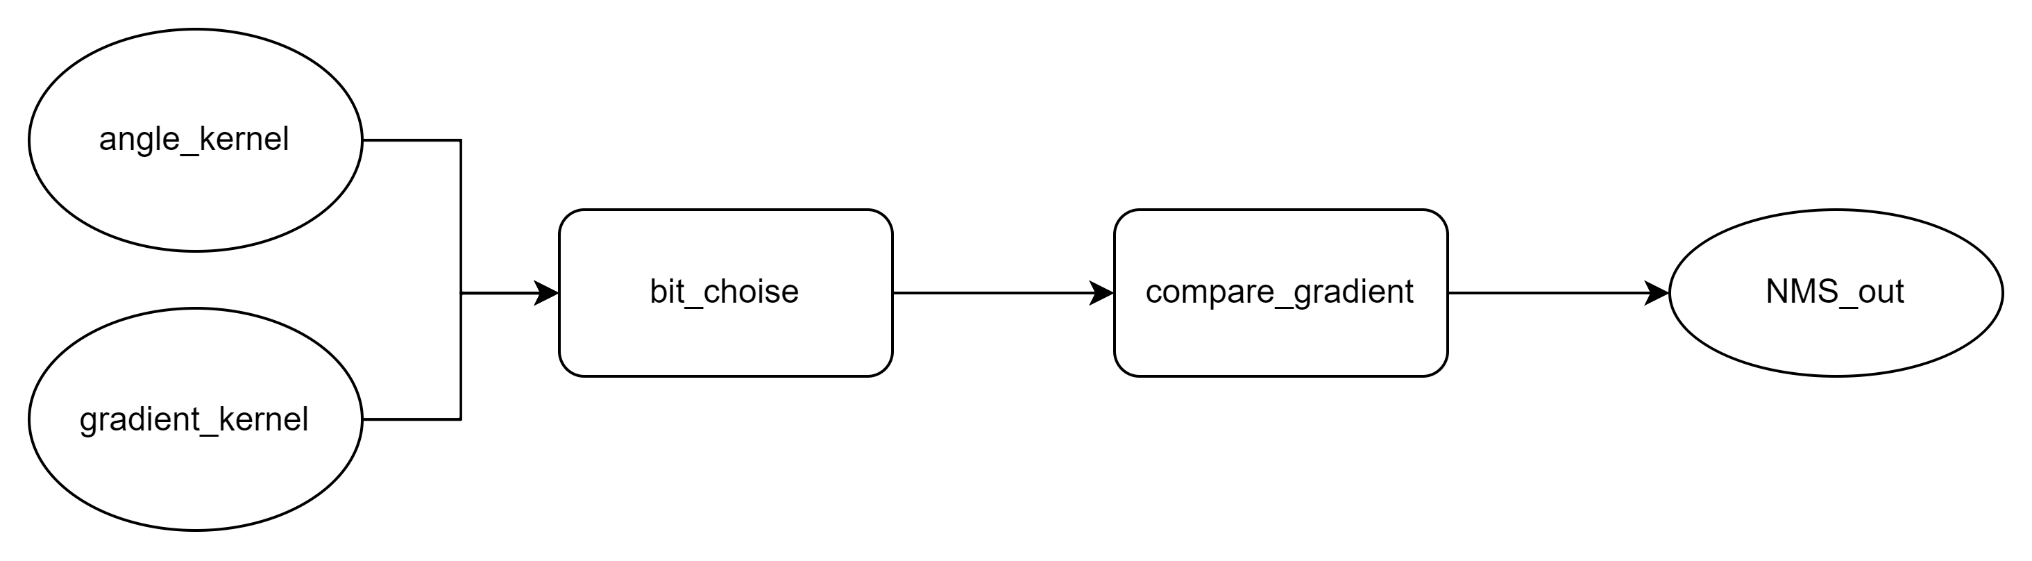 angle_kernel
gradient_kernel
bit_choise
compare_gradient
NMS_out